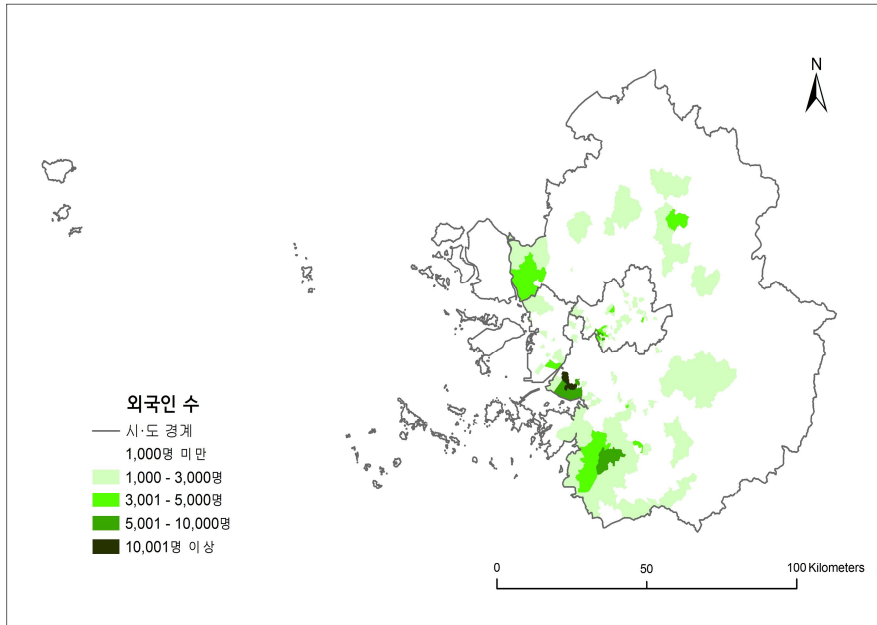 N
외국인 수
시·도 경계
1,000명 미만
1,000 - 3,000명
3,001 - 5,000명
5,001 - 10,000명
10,001명 이상
0 50 100 Kilometers